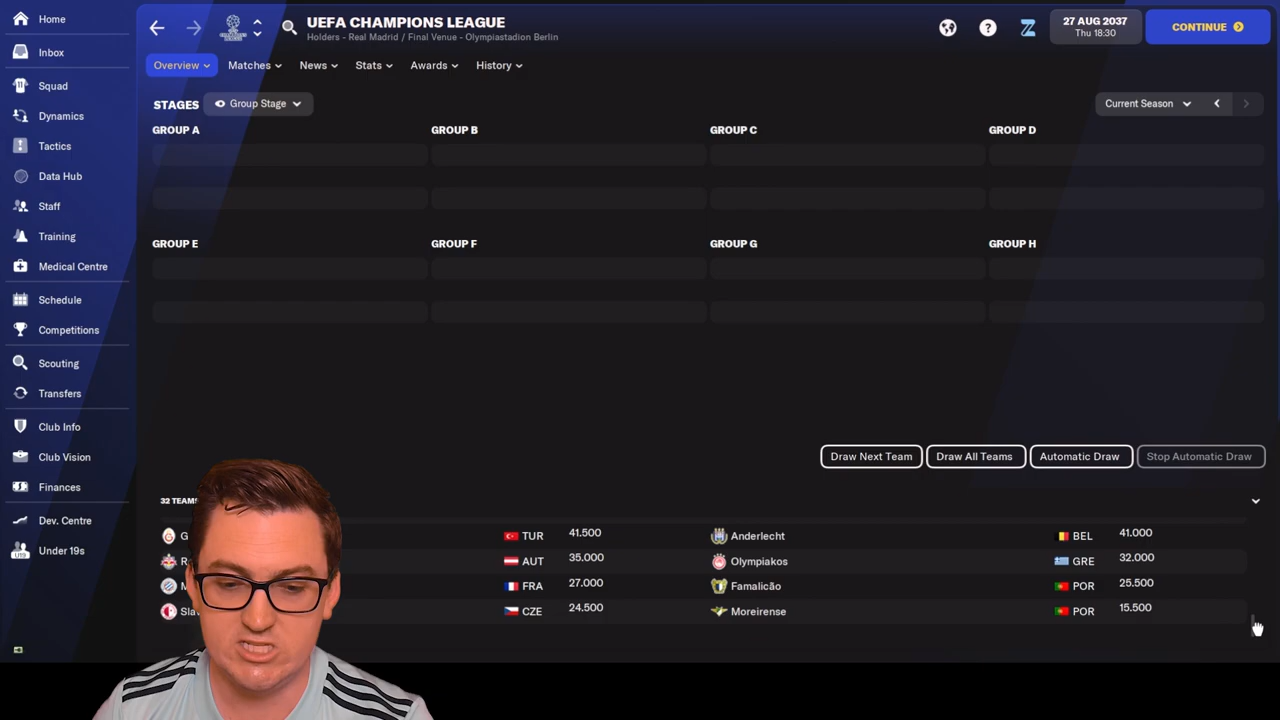 Home
Inbox
Squad
Dynamics
Tactics
Data Hub
Staff
Training
Medical Centre
Schedule
Competitions
Scouting
Transfers
Club Info
Club Vision
Finances
Dev. Centre
Under 19s
UEFA CHAMPIONS LEAGUE
Holders - Real Madrid / Final Venue - Olympiastadion Berlin
27 AUG 2037
Thu 18:30
CONTINUE
Overview Matches News Stats Awards History
STAGES Group Stage Current Season
GROUP A GROUP B GROUP C GROUP D
GROUP E GROUP F GROUP G GROUP H
Draw Next Team Draw All Teams Automatic Draw Stop Automatic Draw
32 TEAMS
TUR 41.500 Anderlecht BEL 41.000
AUT 35.000 Olympiakos GRE 32.000
FRA 27.000 Famalicão POR 25.500
CZE 24.500 Moreirense POR 15.500